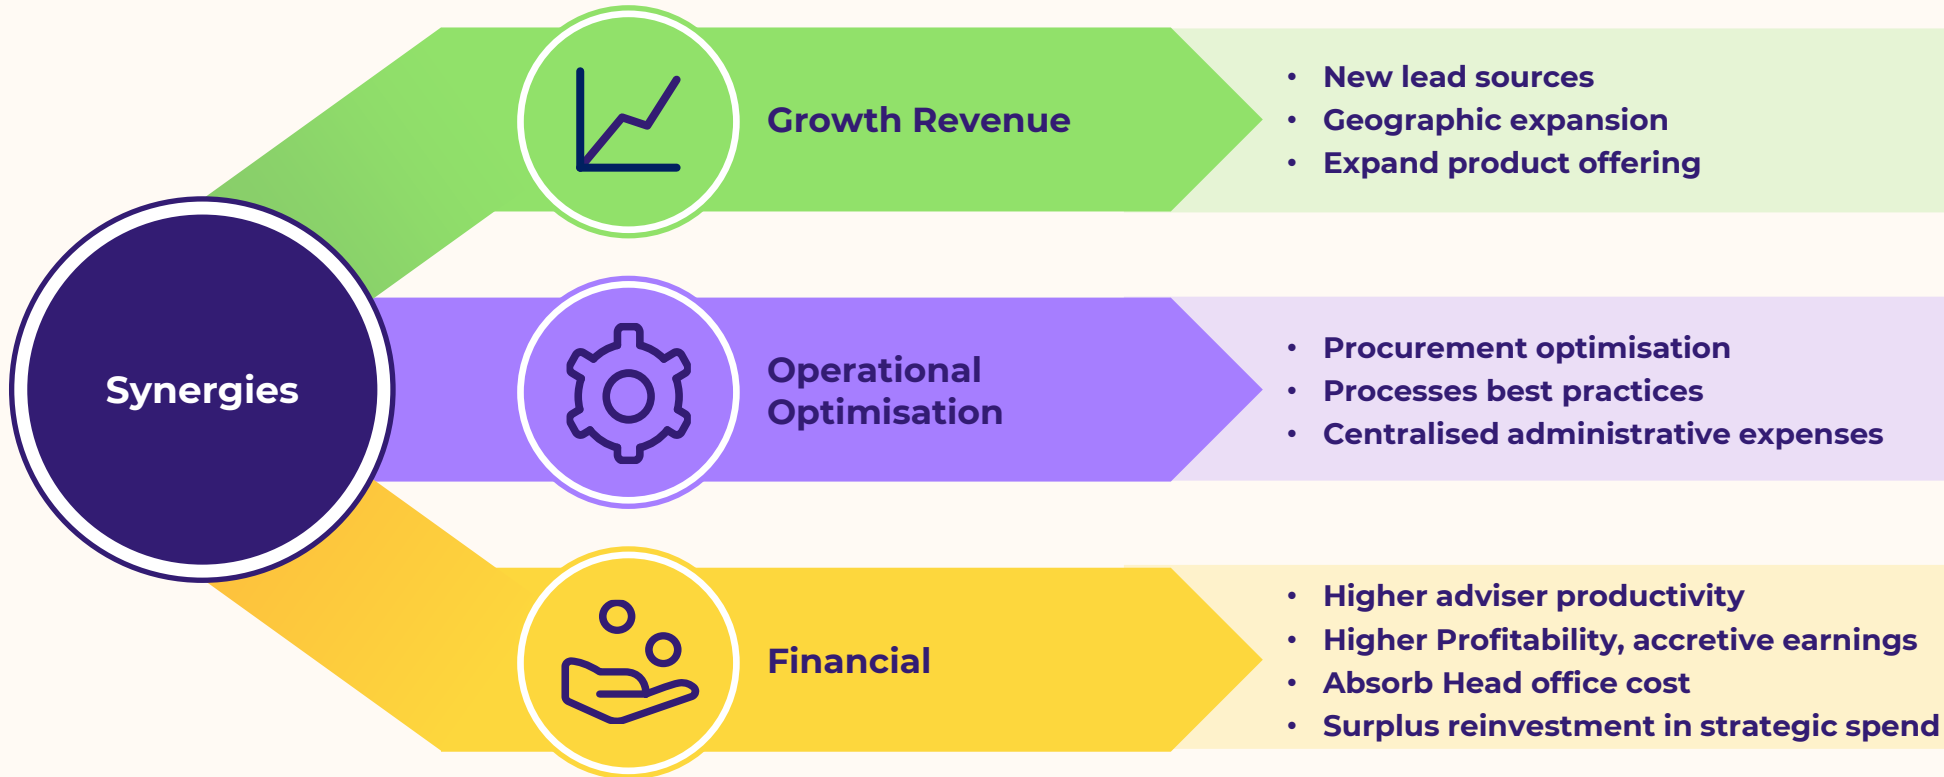 Synergies
Growth Revenue
• New lead sources
• Geographic expansion
• Expand product offering
Operational
Optimisation
• Procurement optimisation
• Processes best practices
• Centralised administrative expenses
Financial
• Higher adviser productivity
• Higher Profitability, accretive earnings
• Absorb Head office cost
• Surplus reinvestment in strategic spend